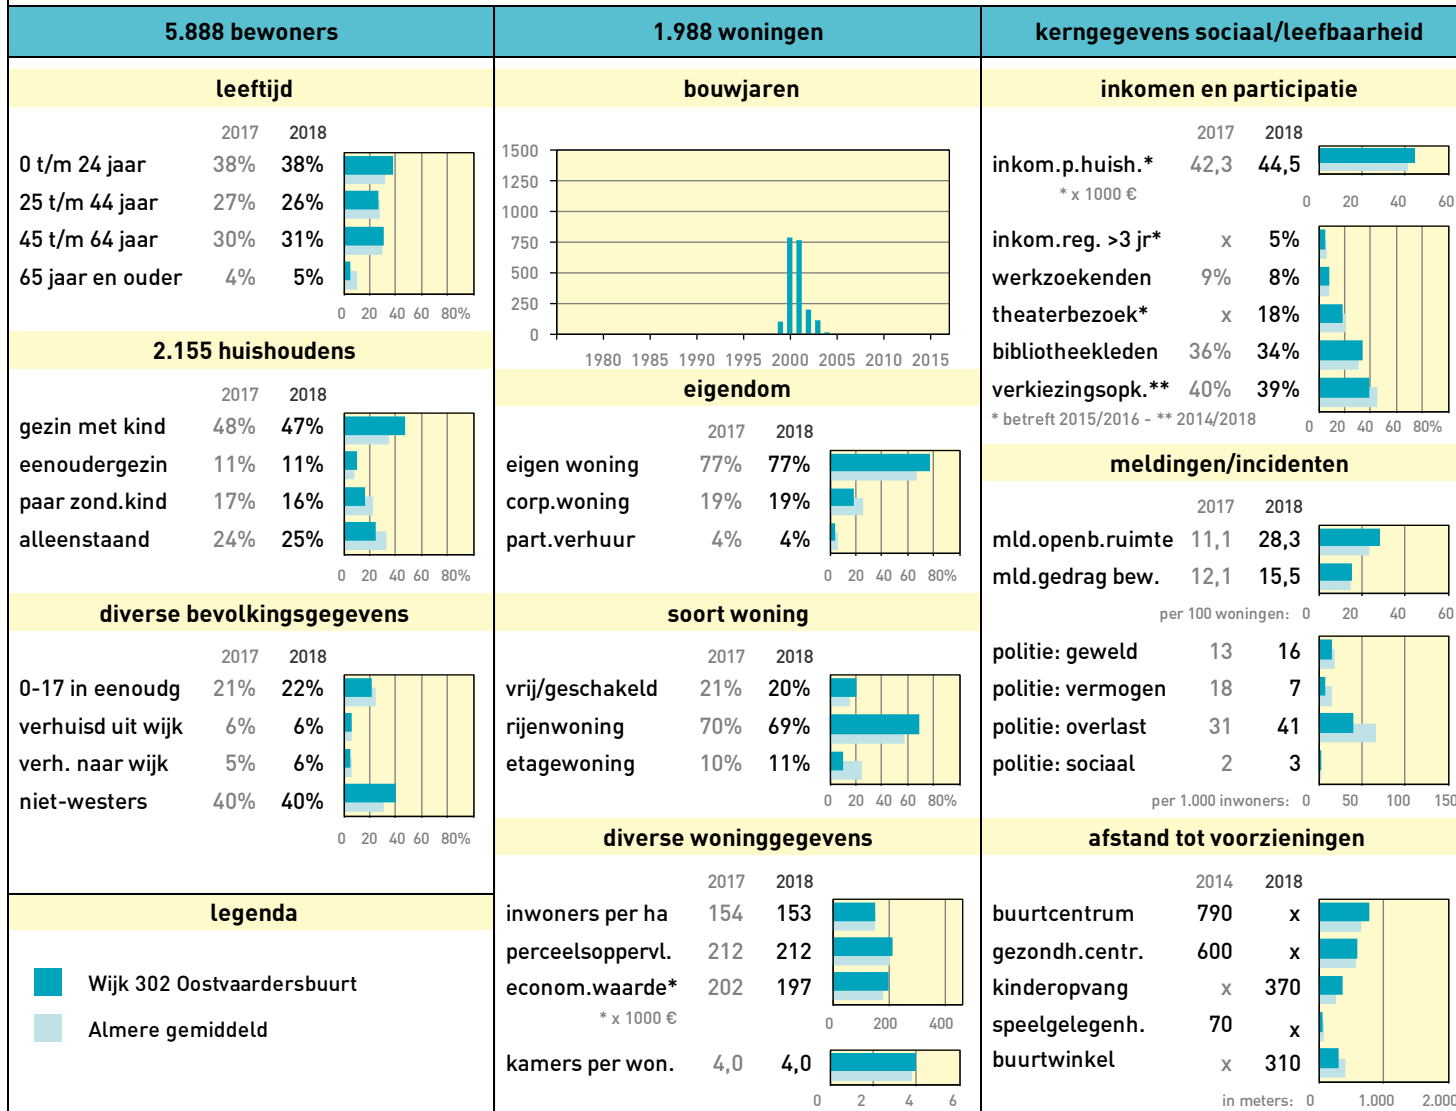 5.888 bewoners
leeftijd
2017 2018
0 t/m 24 jaar 38% 38%
25 t/m 44 jaar 27% 26%
45 t/m 64 jaar 30% 31%
65 jaar en ouder 4% 5%
0 20 40 60 80%
2.155 huishoudens
2017 2018
gezin met kind 48% 47%
eenoudergezin 11% 11%
paar zond.kind 17% 16%
alleenstaand 24% 25%
0 20 40 60 80%
diverse bevolkingsgegevens
2017 2018
0-17 in eenoudg 21% 22%
verhuisd uit wijk 6% 6%
verh. naar wijk 5% 6%
niet-westers 40% 40%
0 20 40 60 80%
legenda
Wijk 302 Oostvaardersbuurt
Almere gemiddeld
1.988 woningen
bouwjaren
1500
1250
1000
750
500
250
0
1980 1985 1990 1995 2000 2005 2010 2015
eigendom
2017 2018
eigen woning 77% 77%
corp.woning 19% 19%
part.verhuur 4% 4%
0 20 40 60 80%
soort woning
2017 2018
vrij/geschakeld 21% 20%
rijenwoning 70% 69%
etagewoning 10% 11%
0 20 40 60 80%
diverse woninggegevens
2017 2018
inwoners per ha 154 153
perceelsoppervl. 212 212
econom.waarde* 202 197
* x 1000 €
0 200 400
kamers per won. 4,0 4,0
0 2 4 6
kerngegevens sociaal/leefbaarheid
inkomen en participatie
2017 2018
inkom.p.huish.* 42,3 44,5
* x 1000 €
0 20 40 60
inkom.reg. >3 jr* x 5%
werkzoekenden 9% 8%
theaterbezoek* x 18%
bibliotheekleden 36% 34%
verkiezingsopk.** 40% 39%
* betreft 2015/2016 - ** 2014/2018
0 20 40 60 80%
meldingen/incidenten
2017 2018
mld.openb.ruimte 11,1 28,3
mld.gedrag bew. 12,1 15,5
per 100 woningen: 0 20 40 60
politie: geweld 13 16
politie: vermogen 18 7
politie: overlast 31 41
politie: sociaal 2 3
per 1.000 inwoners: 0 50 100 150
afstand tot voorzieningen
2014 2018
buurtcentrum 790 x
gezondh.centr. 600 x
kinderopvang x 370
speelgelegenh. 70 x
buurtwinkel x 310
in meters: 0 1.000 2.000